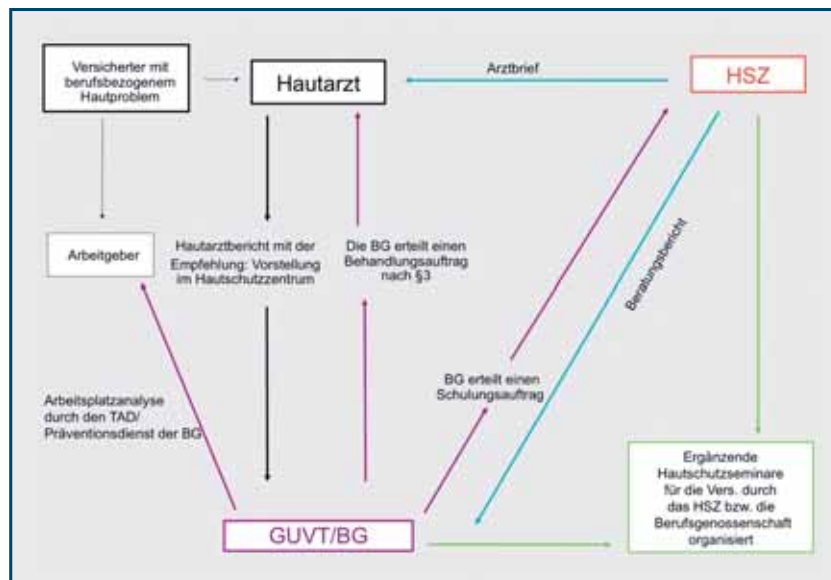 Versicherter mit
berufsbezogenem
Hautproblem
Hautarzt
Arztbrief
HSZ
Arbeitgeber
Hautarztbericht mit der
Empfehlung: Vorstellung
im Hautschutzzentrum
Die BG erteilt einen
Behandlungsauftrag
nach §3
Beratungsbericht
BG erteilt einen
Schulungsauftrag
Arbeitsplatzanalyse
durch den TAD/
Präventionsdienst der BG
GUVT/BG
Ergänzende
Hautschutzseminare
für die Vers. durch
das HSZ bzw. die
Berufsgenossenschaft
organisiert